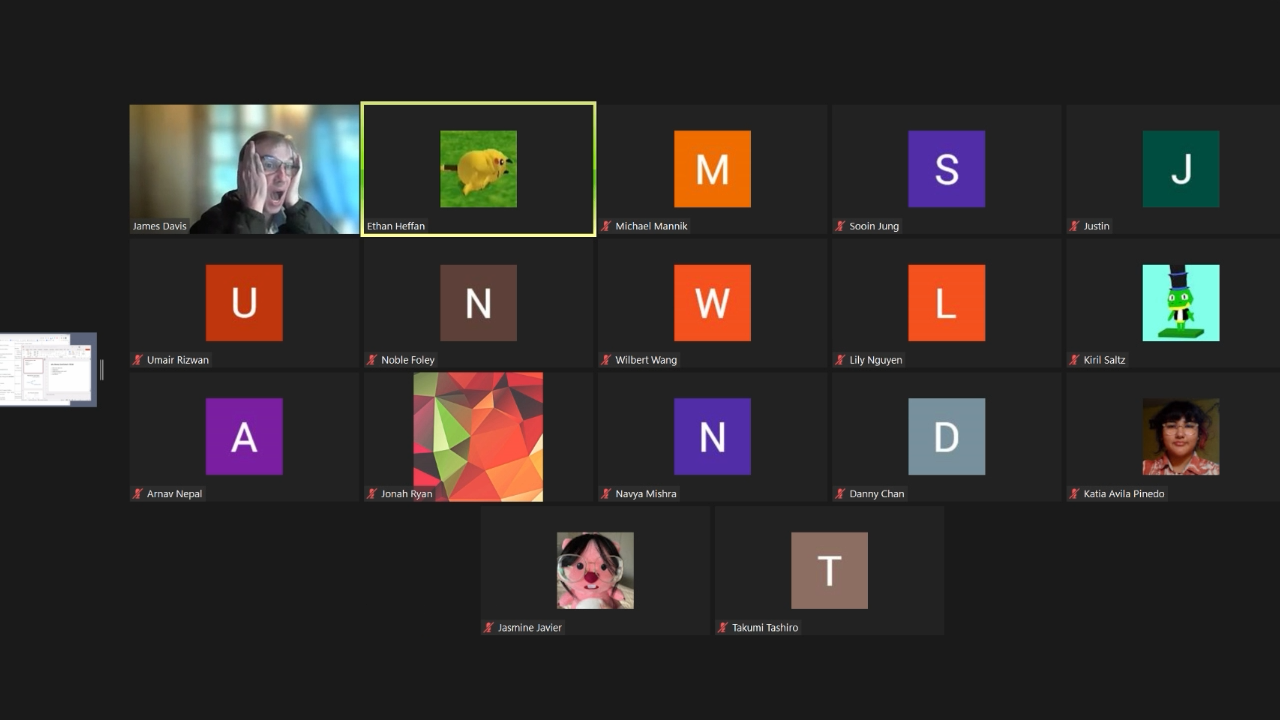 James Davis
Ethan Heffan
M
Michael Mannik
S
Sooin Jung
J
Justin
U
Umair Rizwan
N
Noble Foley
W
Wilbert Wang
L
Lily Nguyen
Kiril Saltz
A
Arnav Nepal
Jonah Ryan
N
Navya Mishra
D
Danny Chan
Katia Avila Pinedo
Jasmine Javier
T
Takumi Tashiro